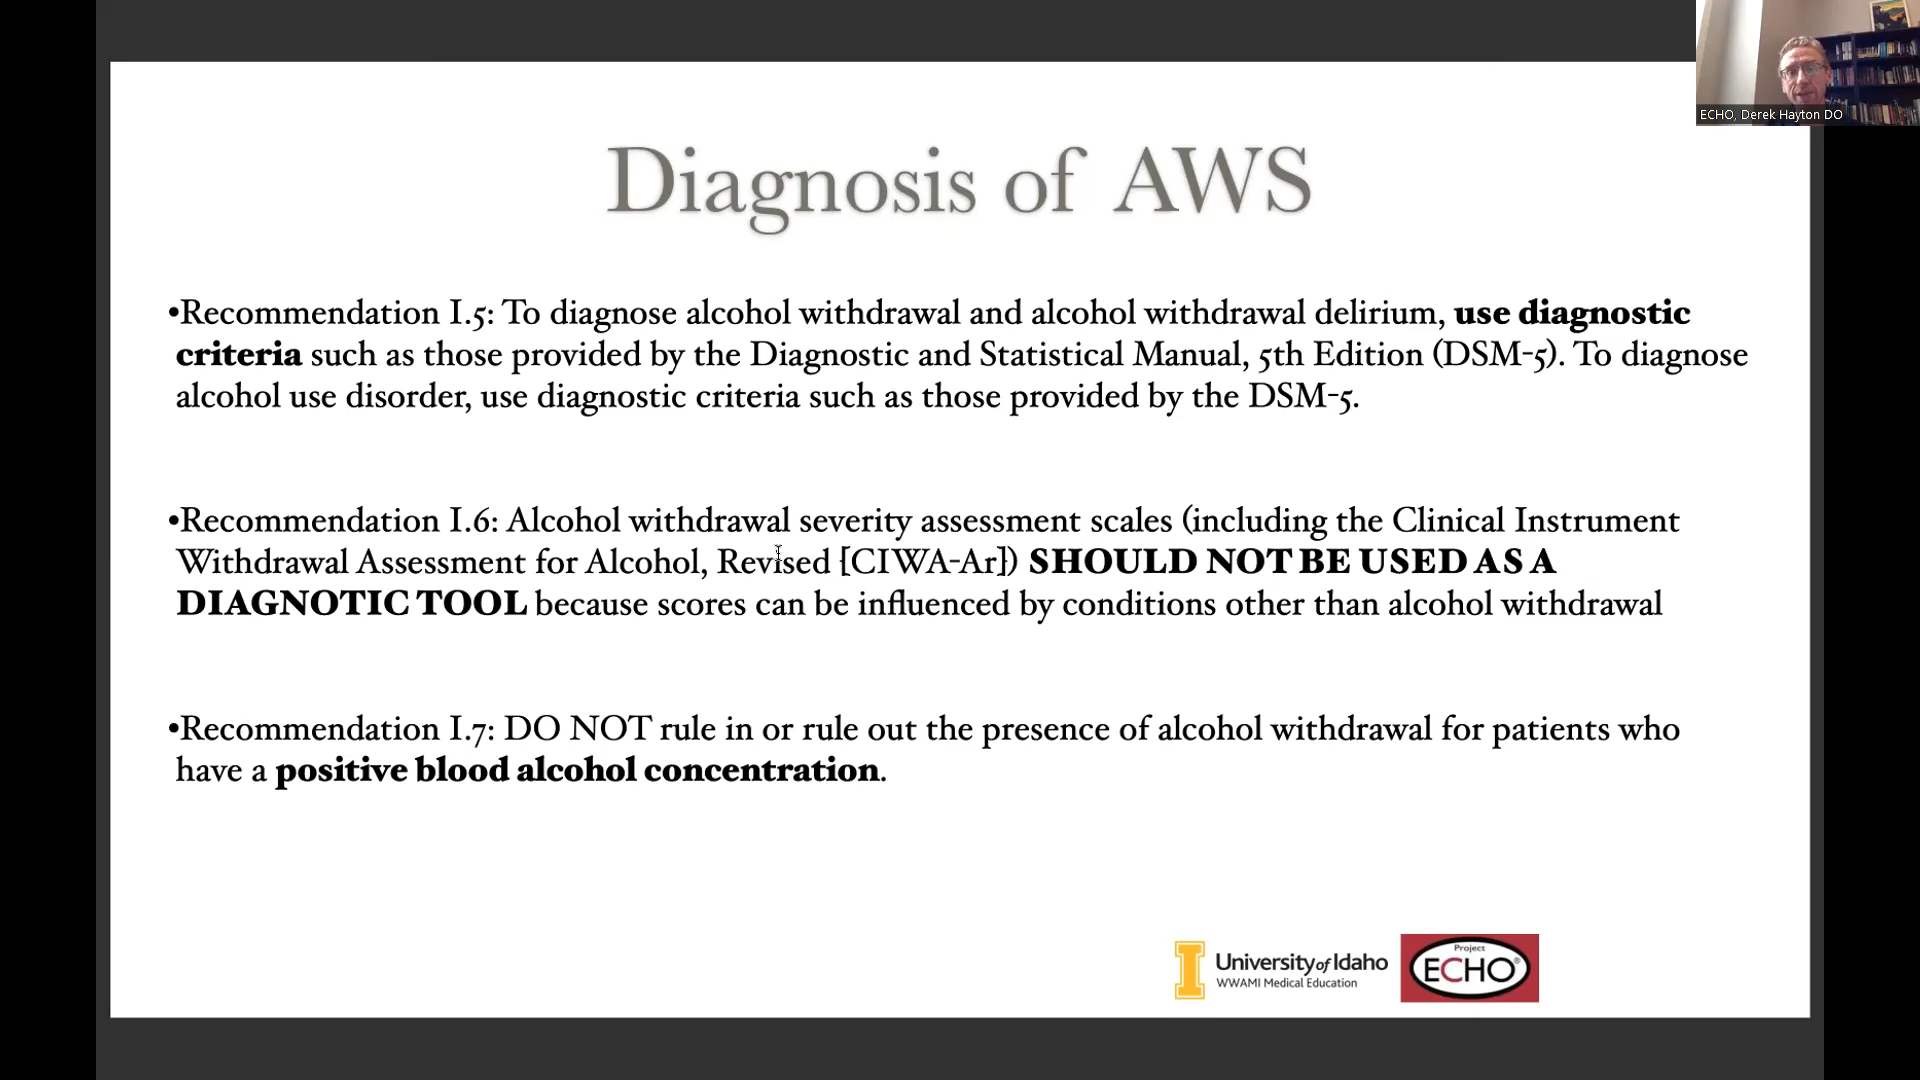 ECHO, Derek Hayton DO
Diagnosis of AWS
•Recommendation I.5: To diagnose alcohol withdrawal and alcohol withdrawal delirium, use diagnostic
criteria such as those provided by the Diagnostic and Statistical Manual, 5th Edition (DSM-5). To diagnose
alcohol use disorder, use diagnostic criteria such as those provided by the DSM-5.
•Recommendation I.6: Alcohol withdrawal severity assessment scales (including the Clinical Instrument
Withdrawal Assessment for Alcohol, Revised [CIWA-Ar]) SHOULD NOT BE USED AS A
DIAGNOTIC TOOL because scores can be influenced by conditions other than alcohol withdrawal
•Recommendation I.7: DO NOT rule in or rule out the presence of alcohol withdrawal for patients who
have a positive blood alcohol concentration.
I
University of Idaho
WWAMI Medical Education
Project
ECHO®